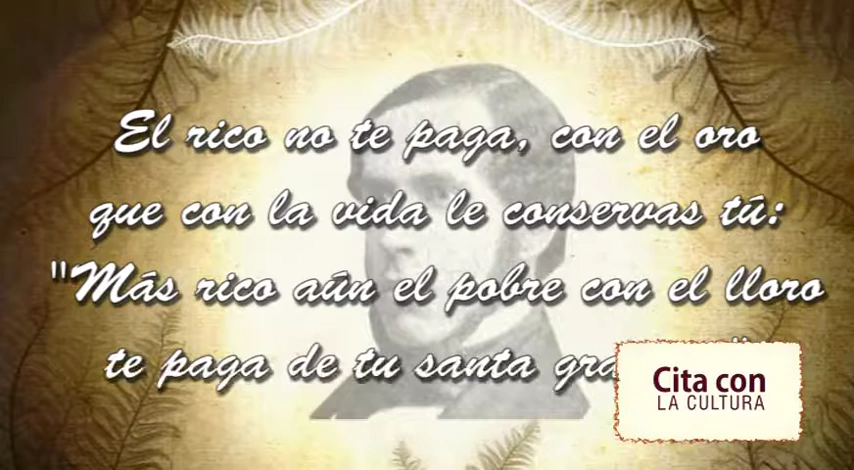 El rico no te paga, con el oro
que con la vida le conservas tú:
"Más rico aún el pobre con el lloro
te paga de tu santa
Cita con
LA CULTURA